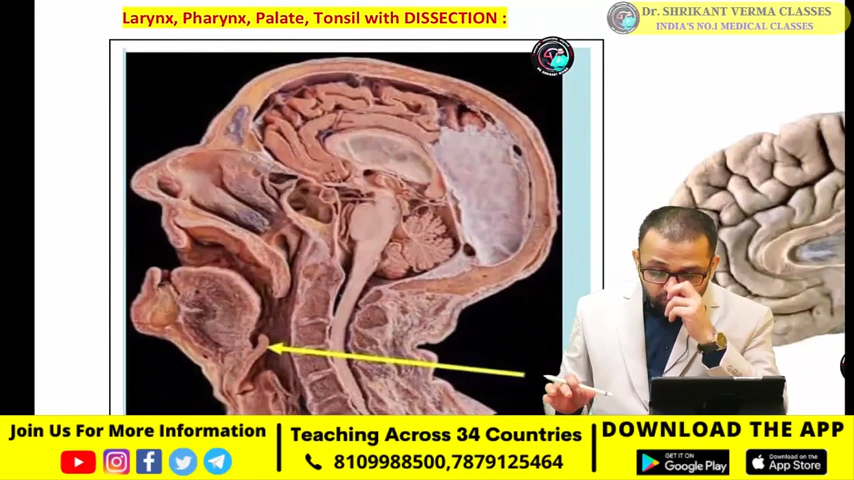 Larynx, Pharynx, Palate, Tonsil with DISSECTION :
Dr. SHRIKANT VERMA CLASSES
INDIA'S NO.1 MEDICAL CLASSES
Join Us For More Information
Teaching Across 34 Countries
8109988500,7879125464
DOWNLOAD THE APP
GET IT ON
Google Play
Download on the
App Store